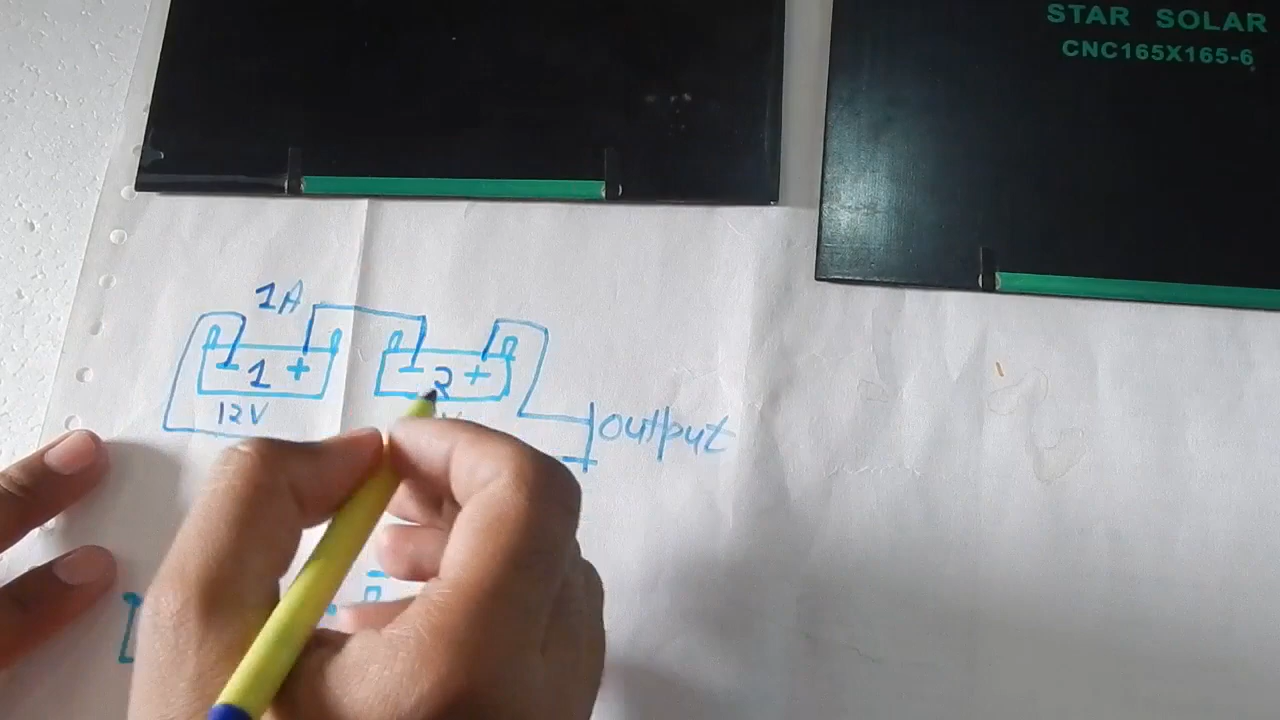 STAR SOLAR
CNC165X165-6
1A
- 1 +
- 2 +
12V
output